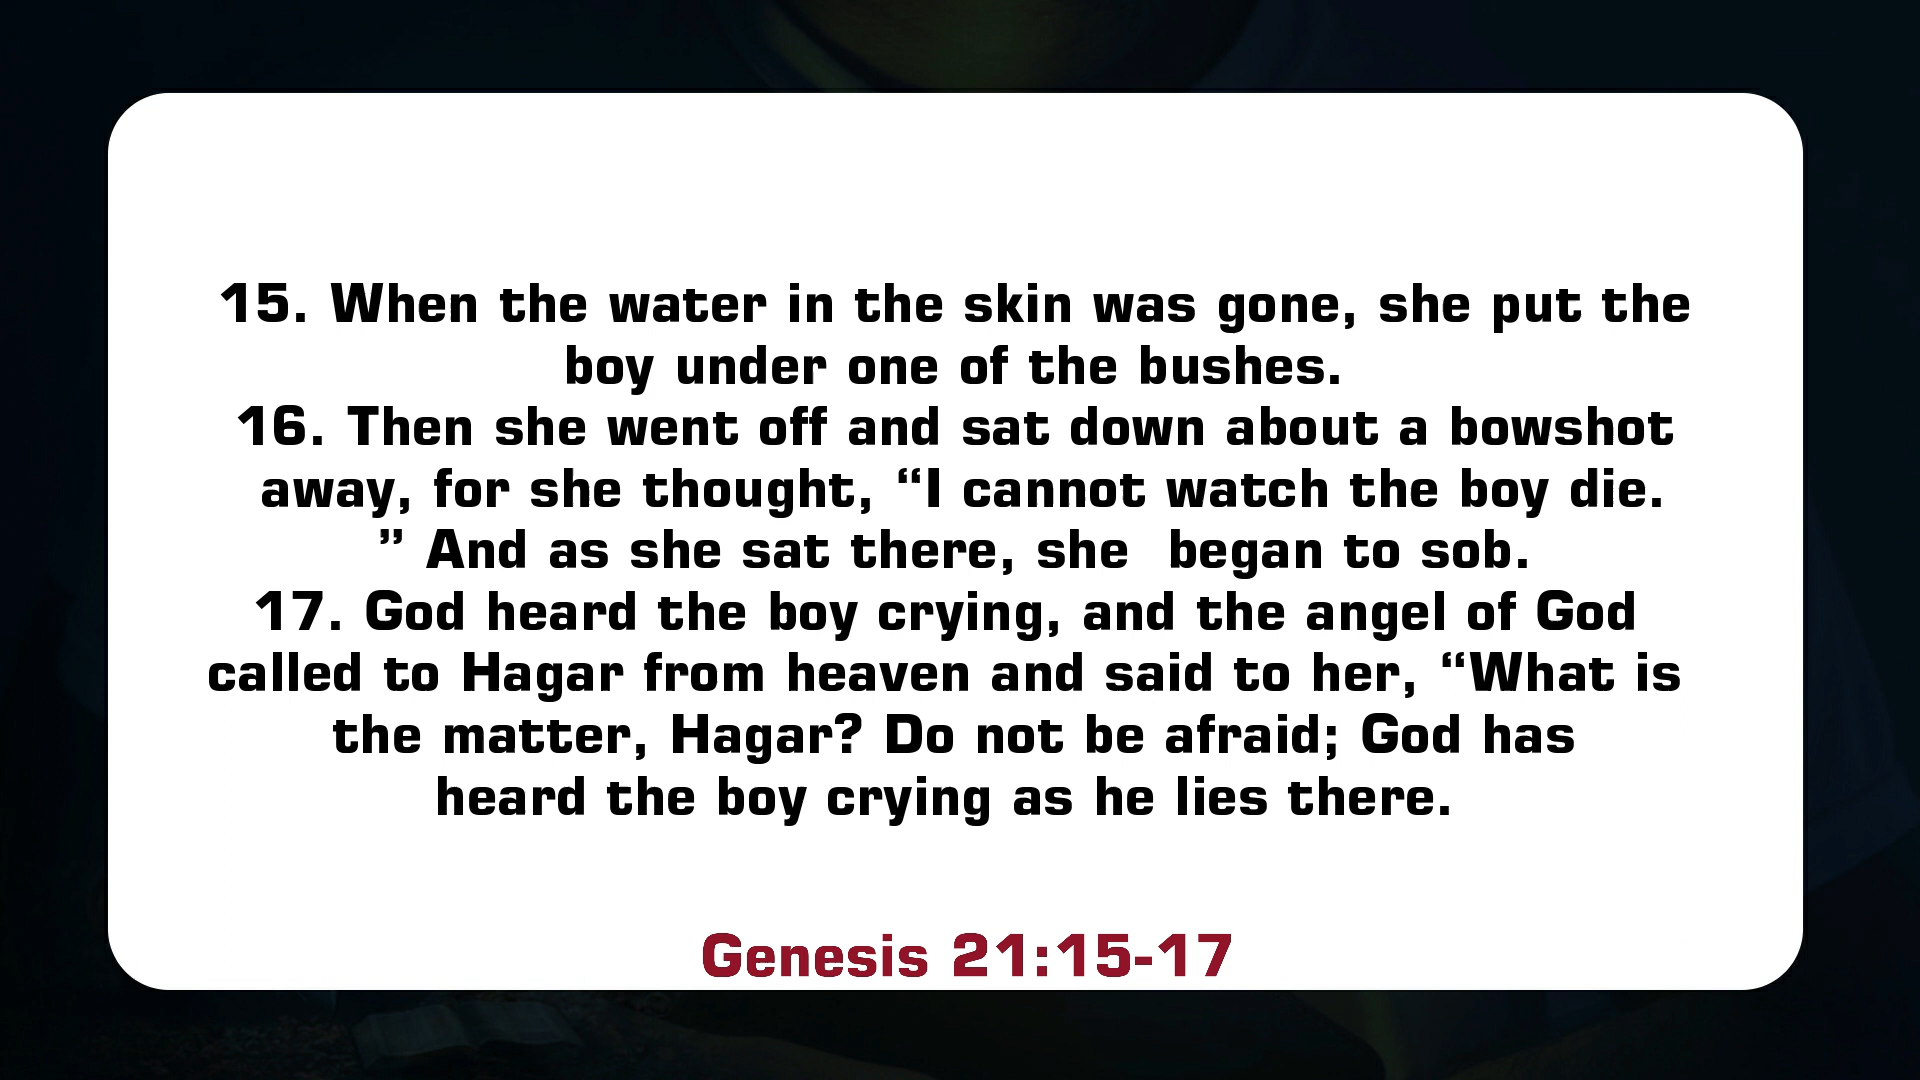 15. When the water in the skin was gone, she put the
boy under one of the bushes.
16. Then she went off and sat down about a bowshot
away, for she thought, “I cannot watch the boy die.
” And as she sat there, she  began to sob.
17. God heard the boy crying, and the angel of God
called to Hagar from heaven and said to her, “What is
the matter, Hagar? Do not be afraid; God has
heard the boy crying as he lies there.
Genesis 21:15-17